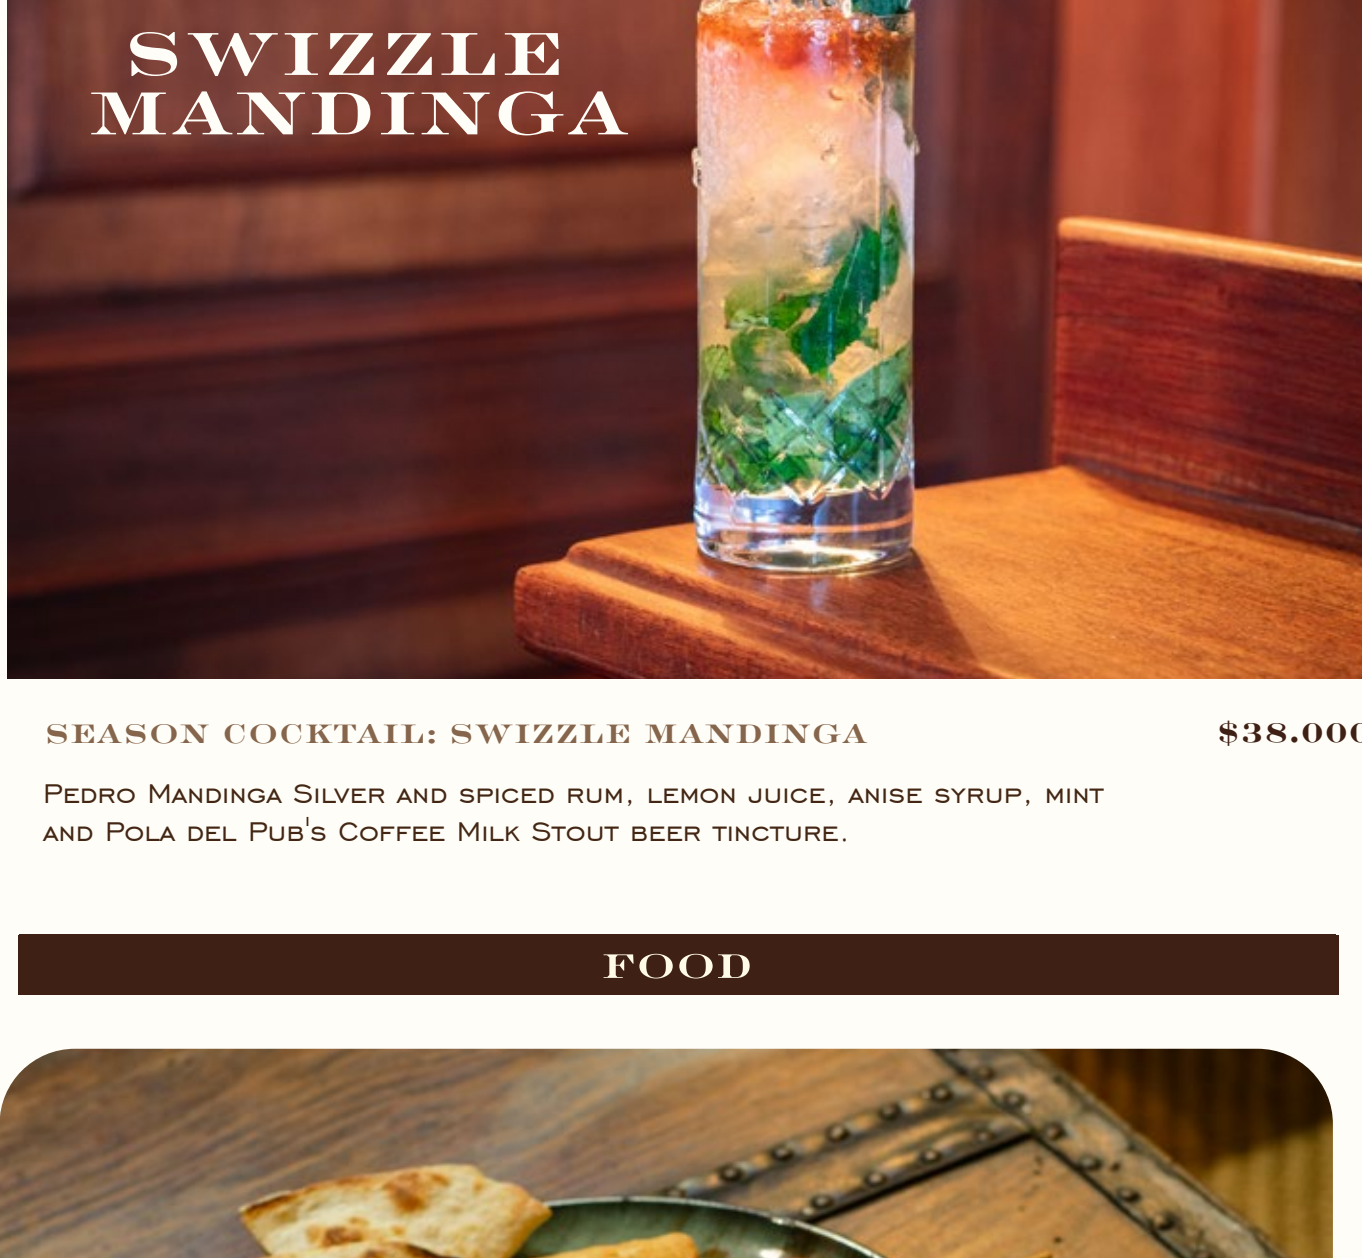 SWIZZLE
MANDINGA
SEASON COCKTAIL: SWIZZLE MANDINGA $38.000
PEDRO MANDINGA SILVER AND SPICED RUM, LEMON JUICE, ANISE SYRUP, MINT
AND POLA DEL PUB'S COFFEE MILK STOUT BEER TINCTURE.
FOOD